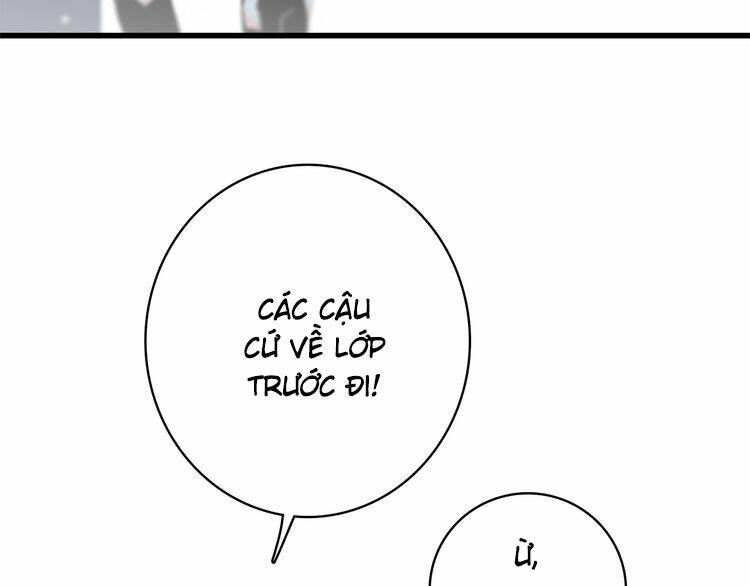 CÁC CẬU
CỨ VỀ LỚP
TRƯỚC ĐI!
Ừ,